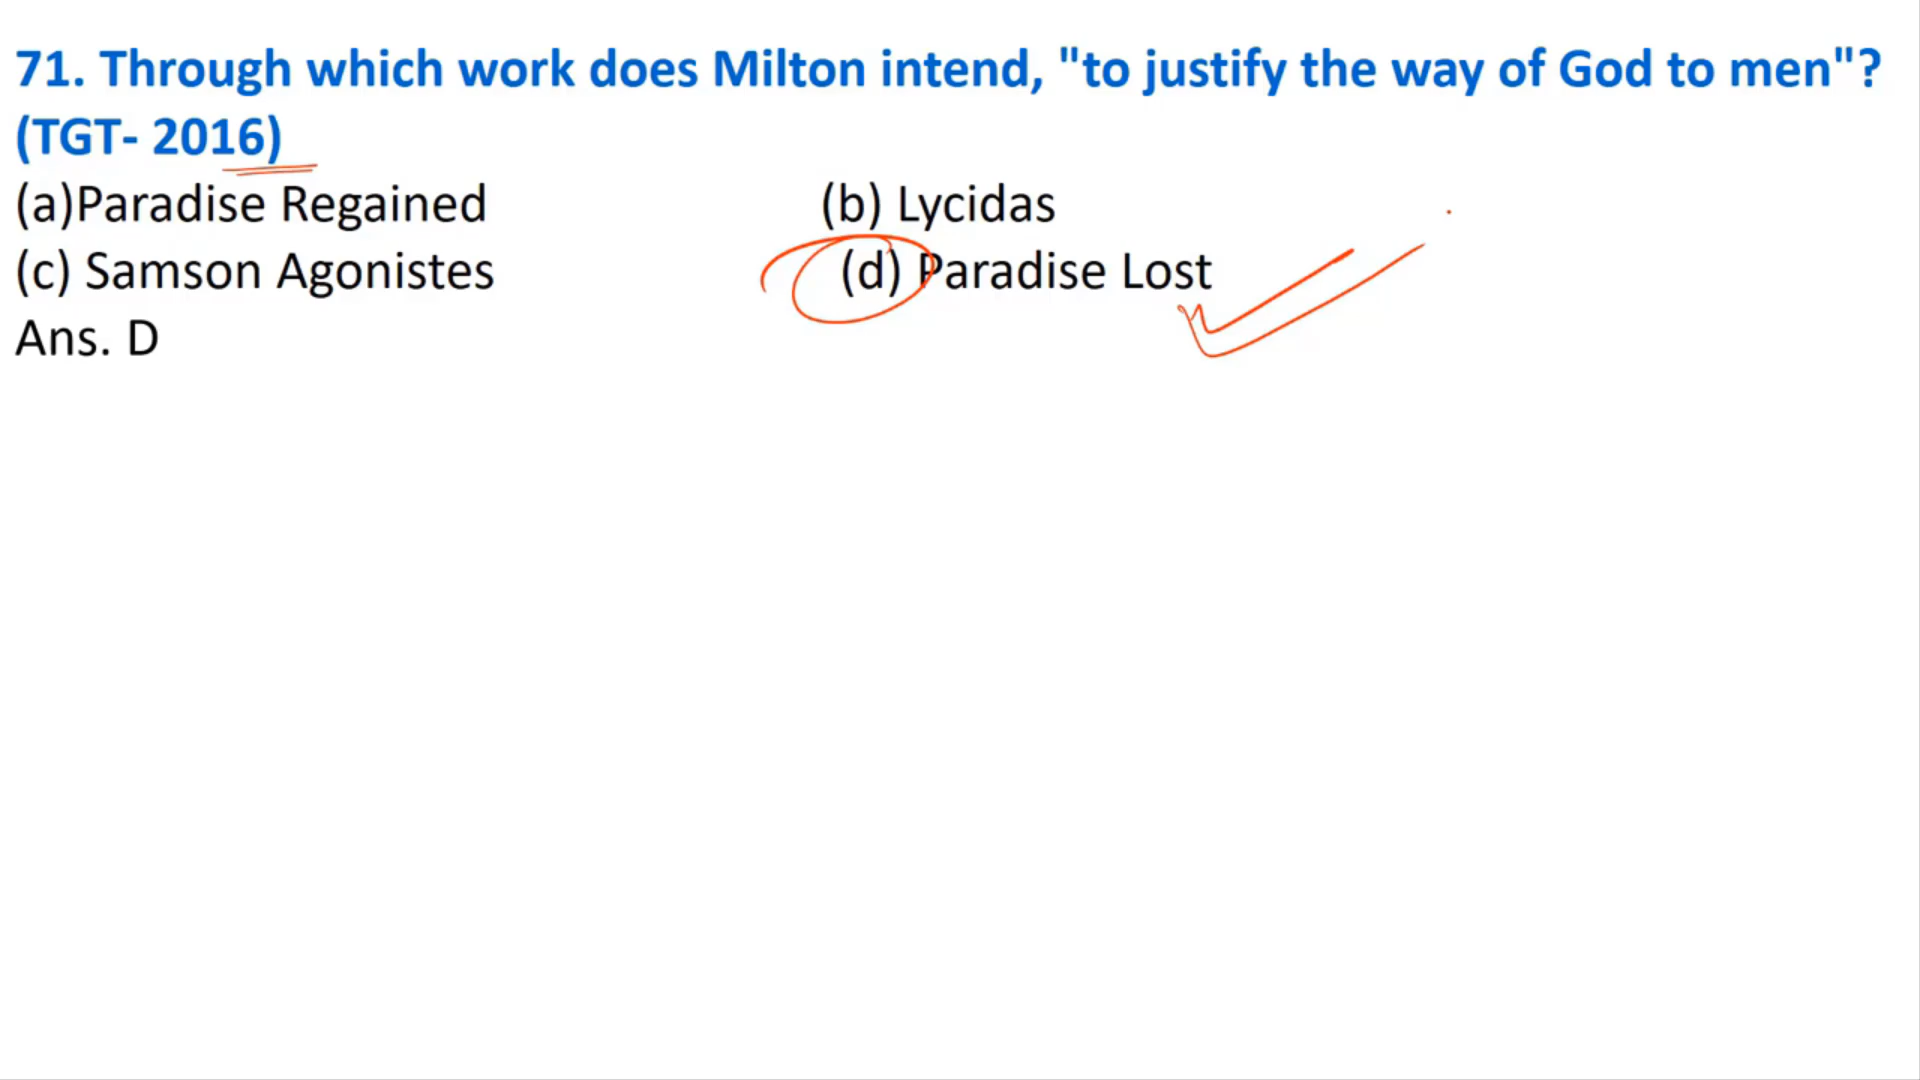 71. Through which work does Milton intend, "to justify the way of God to men"?
(TGT- 2016)
(a)Paradise Regained (b) Lycidas
(c) Samson Agonistes (d) Paradise Lost
Ans. D